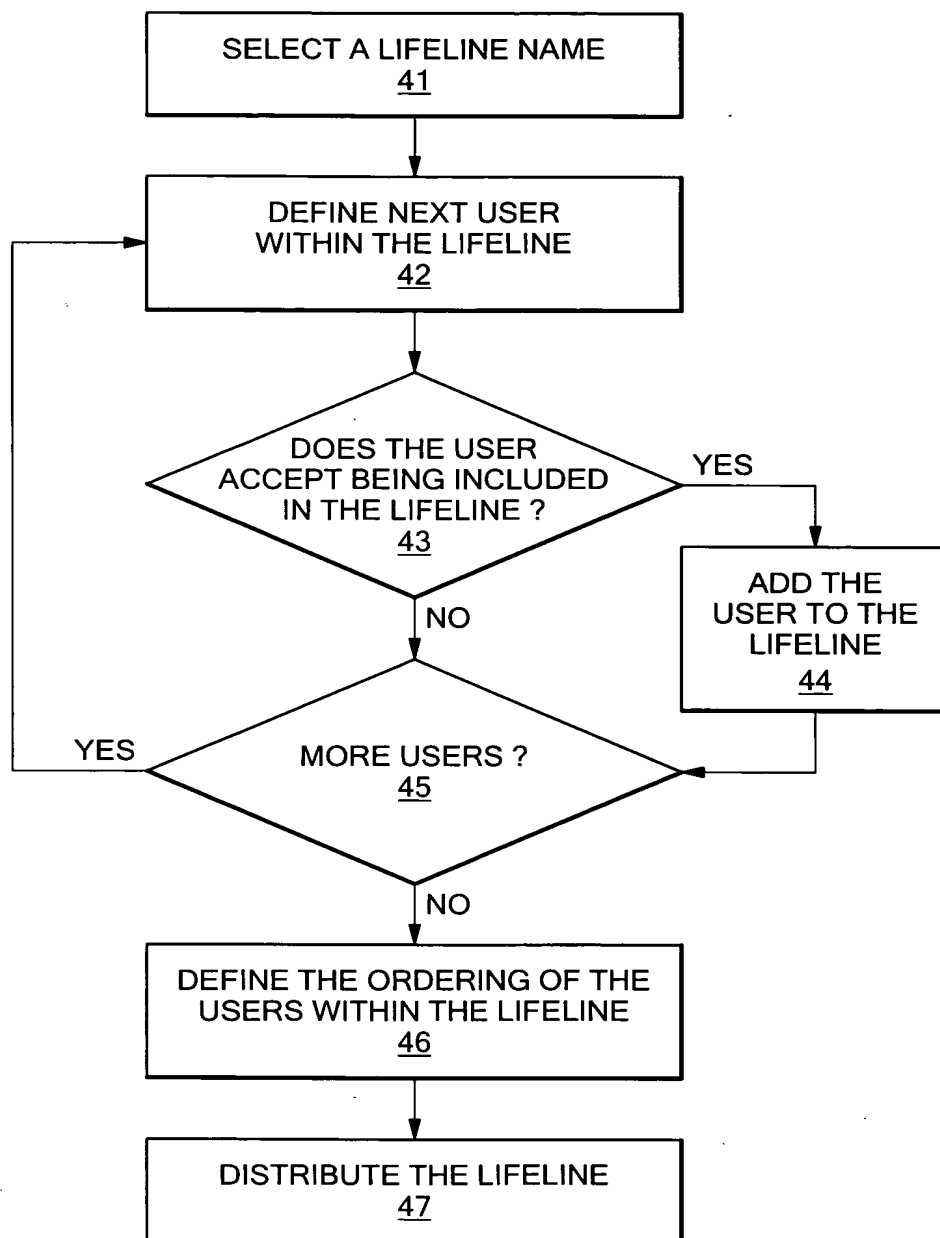 SELECT A LIFELINE NAME
41
DEFINE NEXT USER
WITHIN THE LIFELINE
42
DOES THE USER
ACCEPT BEING INCLUDED
IN THE LIFELINE ?
43
YES
NO
ADD THE
USER TO THE
LIFELINE
44
YES
MORE USERS ?
45
NO
DEFINE THE ORDERING OF THE
USERS WITHIN THE LIFELINE
46
DISTRIBUTE THE LIFELINE
47